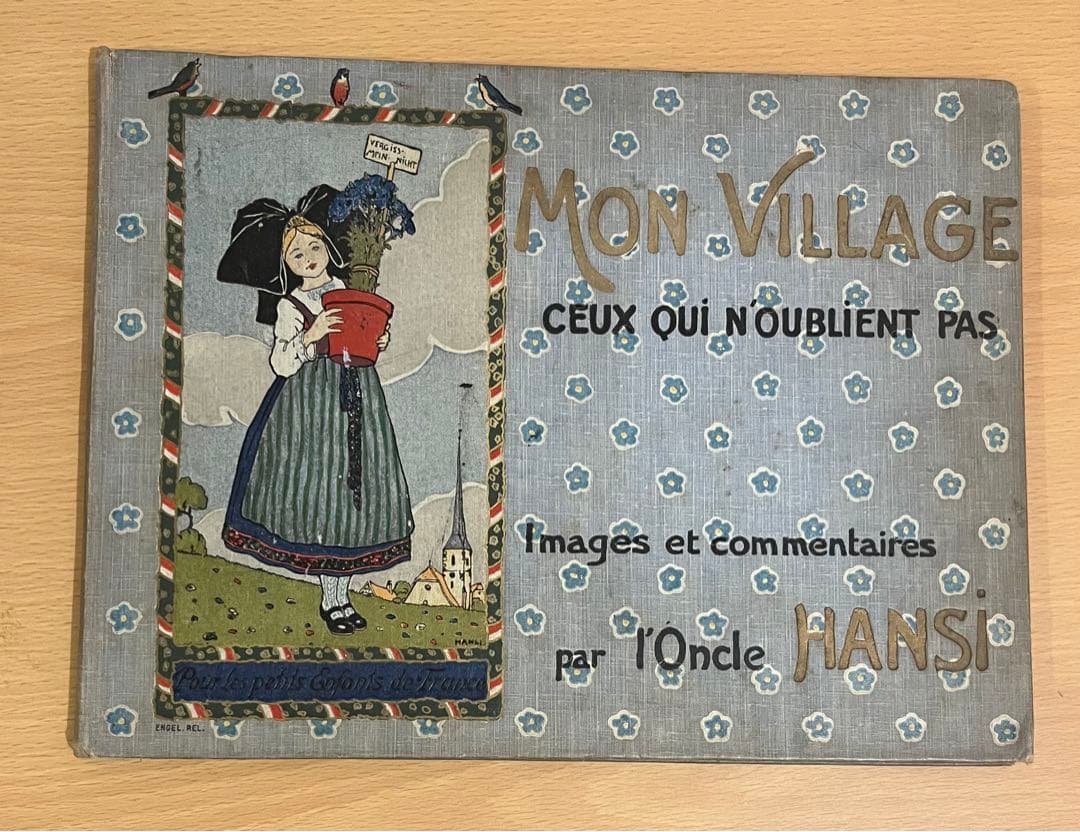 VERGISS-
MEIN-NICHT
MON VILLAGE
CEUX QUI N'OUBLIENT PAS
Images et commentaires
par l'Oncle HANSI
HANSI
Pour les petits Enfants de France
ENGEL. REL.